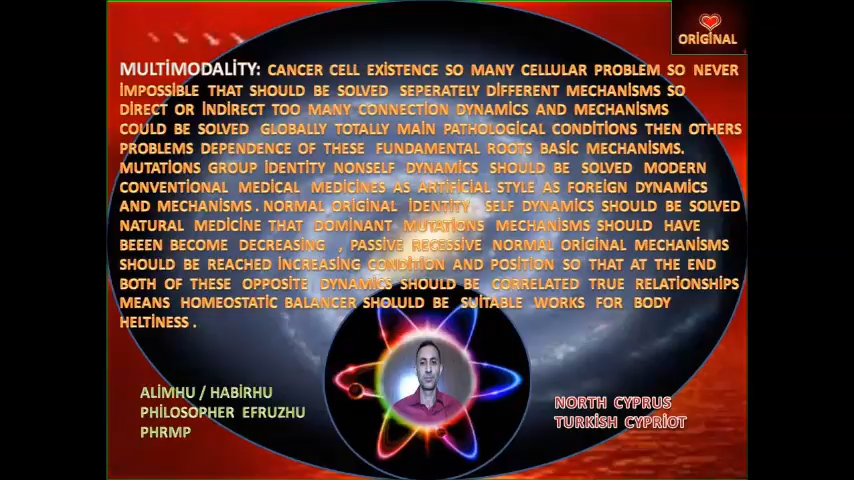 ORİGİNAL
MULTİMODALİTY: CANCER CELL EXİSTENCE SO MANY CELLULAR PROBLEM SO NEVER
İMPOSSİBLE THAT SHOULD BE SOLVED SEPERATELY DİFFERENT MECHANİSMS SO
DİRECT OR İNDİRECT TOO MANY CONNECTİON DYNAMİCS AND MECHANİSMS
COULD BE SOLVED GLOBALLY TOTALLY MAİN PATHOLOGİCAL CONDİTİONS THEN OTHERS
PROBLEMS DEPENDENCE OF THESE FUNDAMENTAL ROOTS BASİC MECHANİSMS.
MUTATİONS GROUP İDENTİTY NONSELF DYNAMİCS SHOULD BE SOLVED MODERN
CONVENTİONAL MEDİCAL MEDİCİNES AS ARTİFİCİAL STYLE AS FOREİGN DYNAMİCS
AND MECHANİSMS . NORMAL ORİGİNAL İDENTİTY SELF DYNAMİCS SHOULD BE SOLVED
NATURAL MEDİCİNE THAT DOMİNANT MUTATİONS MECHANİSMS SHOULD HAVE
BEEEN BECOME DECREASİNG , PASSİVE RECESSİVE NORMAL ORİGİNAL MECHANİSMS
SHOULD BE REACHED İNCREASİNG CONDİTİON AND POSİTİON SO THAT AT THE END
BOTH OF THESE OPPOSİTE DYNAMİCS SHOULD BE CORRELATED TRUE RELATİONSHİPS
MEANS HOMEOSTATİC BALANCER SHOLULD BE SUİTABLE WORKS FOR BODY
HELTİNESS .
ALİMHU / HABİRHU
PHİLOSOPHER EFRUZHU
PHRMP
NORTH CYPRUS
TURKİSH CYPRİOT